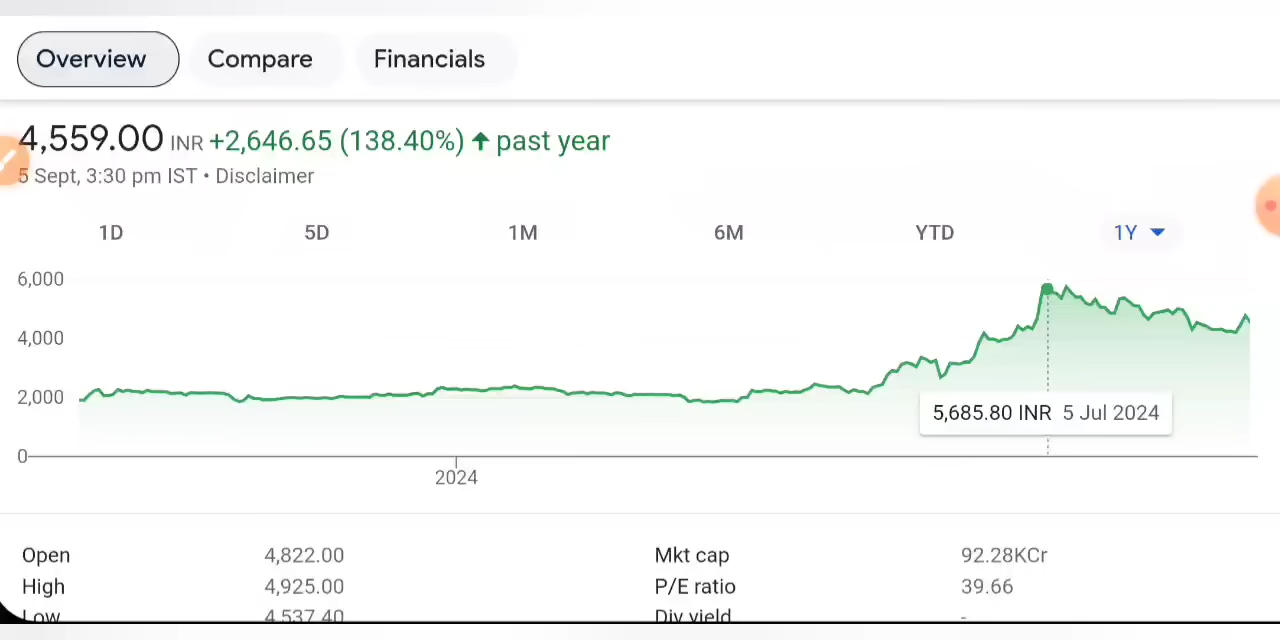 Overview Compare Financials
4,559.00 INR +2,646.65 (138.40%) ↑ past year
5 Sept, 3:30 pm IST • Disclaimer
1D 5D 1M 6M YTD 1Y
6,000
4,000
2,000
5,685.80 INR 5 Jul 2024
0
2024
Open 4,822.00 Mkt cap 92.28KCr
High 4,925.00 P/E ratio 39.66
Low 4,537.40 Div yield -